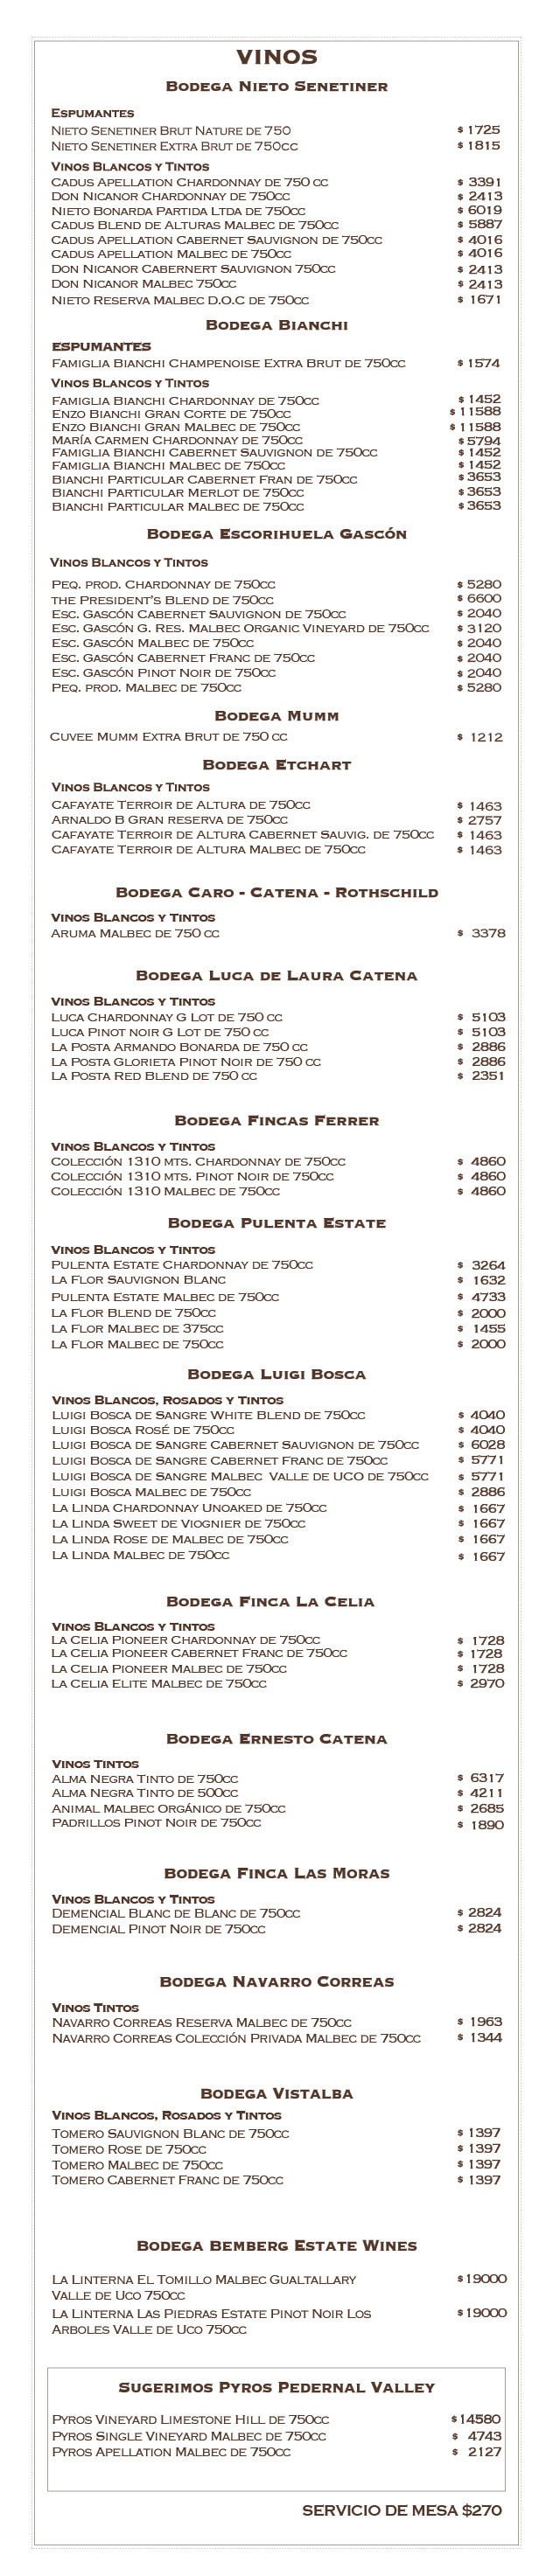 VINOS
Bodega Nieto Senetiner
Espumantes
Nieto Senetiner Brut Nature de 750 $ 1725
Nieto Senetiner Extra Brut de 750cc $ 1815
Vinos Blancos y Tintos
Cadus Apellation Chardonnay de 750 cc $ 3391
Don Nicanor Chardonnay de 750cc $ 2413
Nieto Bonarda Partida Ltda de 750cc $ 6019
Cadus Blend de Alturas Malbec de 750cc $ 5887
Cadus Apellation Cabernet Sauvignon de 750cc $ 4016
Cadus Apellation Malbec de 750cc $ 4016
Don Nicanor Cabernert Sauvignon 750cc $ 2413
Don Nicanor Malbec 750cc $ 2413
Nieto Reserva Malbec D.O.C de 750cc $ 1671
Bodega Bianchi
ESPUMANTES
Famiglia Bianchi Champenoise Extra Brut de 750cc $ 1574
Vinos Blancos y Tintos
Famiglia Bianchi Chardonnay de 750cc $ 1452
Enzo Bianchi Gran Corte de 750cc $ 11588
Enzo Bianchi Gran Malbec de 750cc $ 11588
María Carmen Chardonnay de 750cc $ 5794
Famiglia Bianchi Cabernet Sauvignon de 750cc $ 1452
Famiglia Bianchi Malbec de 750cc $ 1452
Bianchi Particular Cabernet Fran de 750cc $ 3653
Bianchi Particular Merlot de 750cc $ 3653
Bianchi Particular Malbec de 750cc $ 3653
Bodega Escorihuela Gascón
Vinos Blancos y Tintos
Peq. prod. Chardonnay de 750cc $ 5280
the President's Blend de 750cc $ 6600
Esc. Gascón Cabernet Sauvignon de 750cc $ 2040
Esc. Gascón G. Res. Malbec Organic Vineyard de 750cc $ 3120
Esc. Gascón Malbec de 750cc $ 2040
Esc. Gascón Cabernet Franc de 750cc $ 2040
Esc. Gascón Pinot Noir de 750cc $ 2040
Peq. prod. Malbec de 750cc $ 5280
Bodega Mumm
Cuvee Mumm Extra Brut de 750 cc $ 1212
Bodega Etchart
Vinos Blancos y Tintos
Cafayate Terroir de Altura de 750cc $ 1463
Arnaldo B Gran reserva de 750cc $ 2757
Cafayate Terroir de Altura Cabernet Sauvig. de 750cc $ 1463
Cafayate Terroir de Altura Malbec de 750cc $ 1463
Bodega Caro - Catena - Rothschild
Vinos Blancos y Tintos
Aruma Malbec de 750 cc $ 3378
Bodega Luca de Laura Catena
Vinos Blancos y Tintos
Luca Chardonnay G Lot de 750 cc $ 5103
Luca Pinot noir G Lot de 750 cc $ 5103
La Posta Armando Bonarda de 750 cc $ 2886
La Posta Glorieta Pinot Noir de 750 cc $ 2886
La Posta Red Blend de 750 cc $ 2351
Bodega Fincas Ferrer
Vinos Blancos y Tintos
Colección 1310 mts. Chardonnay de 750cc $ 4860
Colección 1310 mts. Pinot Noir de 750cc $ 4860
Colección 1310 Malbec de 750cc $ 4860
Bodega Pulenta Estate
Vinos Blancos y Tintos
Pulenta Estate Chardonnay de 750cc $ 3264
La Flor Sauvignon Blanc $ 1632
Pulenta Estate Malbec de 750cc $ 4733
La Flor Blend de 750cc $ 2000
La Flor Malbec de 375cc $ 1455
La Flor Malbec de 750cc $ 2000
Bodega Luigi Bosca
Vinos Blancos, Rosados y Tintos
Luigi Bosca de Sangre White Blend de 750cc $ 4040
Luigi Bosca Rosé de 750cc $ 4040
Luigi Bosca de Sangre Cabernet Sauvignon de 750cc $ 6028
Luigi Bosca de Sangre Cabernet Franc de 750cc $ 5771
Luigi Bosca de Sangre Malbec Valle de UCO de 750cc $ 5771
Luigi Bosca Malbec de 750cc $ 2886
La Linda Chardonnay Unoaked de 750cc $ 1667
La Linda Sweet de Viognier de 750cc $ 1667
La Linda Rose de Malbec de 750cc $ 1667
La Linda Malbec de 750cc $ 1667
Bodega Finca La Celia
Vinos Blancos y Tintos
La Celia Pioneer Chardonnay de 750cc $ 1728
La Celia Pioneer Cabernet Franc de 750cc $ 1728
La Celia Pioneer Malbec de 750cc $ 1728
La Celia Elite Malbec de 750cc $ 2970
Bodega Ernesto Catena
Vinos Tintos
Alma Negra Tinto de 750cc $ 6317
Alma Negra Tinto de 500cc $ 4211
Animal Malbec Orgánico de 750cc $ 2685
Padrillos Pinot Noir de 750cc $ 1890
Bodega Finca Las Moras
Vinos Blancos y Tintos
Demencial Blanc de Blanc de 750cc $ 2824
Demencial Pinot Noir de 750cc $ 2824
Bodega Navarro Correas
Vinos Tintos
Navarro Correas Reserva Malbec de 750cc $ 1963
Navarro Correas Colección Privada Malbec de 750cc $ 1344
Bodega Vistalba
Vinos Blancos, Rosados y Tintos
Tomero Sauvignon Blanc de 750cc $ 1397
Tomero Rose de 750cc $ 1397
Tomero Malbec de 750cc $ 1397
Tomero Cabernet Franc de 750cc $ 1397
Bodega Bemberg Estate Wines
La Linterna El Tomillo Malbec Gualtallary $19000
Valle de Uco 750cc
La Linterna Las Piedras Estate Pinot Noir Los $19000
Arboles Valle de Uco 750cc
Sugerimos Pyros Pedernal Valley
Pyros Vineyard Limestone Hill de 750cc $14580
Pyros Single Vineyard Malbec de 750cc $ 4743
Pyros Apellation Malbec de 750cc $ 2127
SERVICIO DE MESA $270